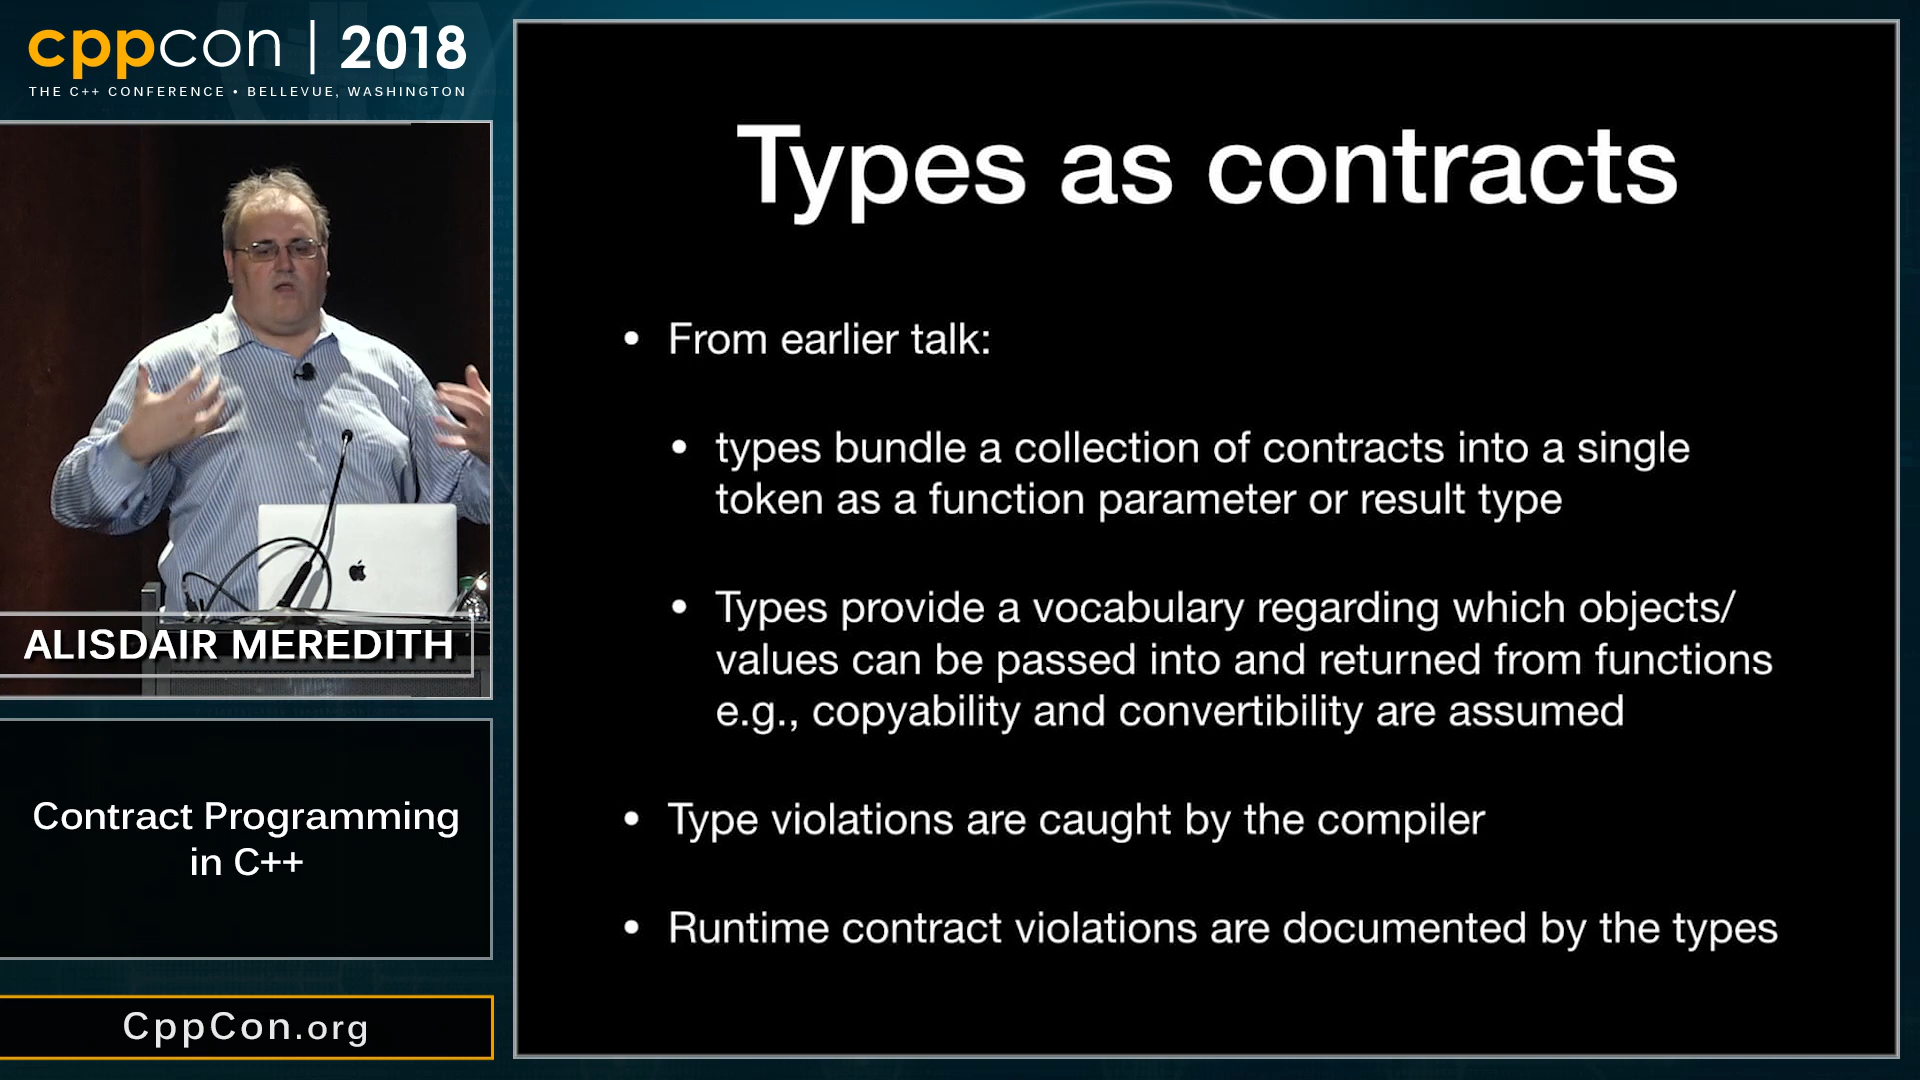 cppcon | 2018
THE C++ CONFERENCE • BELLEVUE, WASHINGTON
ALISDAIR MEREDITH
Contract Programming
in C++
CppCon.org
Types as contracts
• From earlier talk:
• types bundle a collection of contracts into a single
token as a function parameter or result type
• Types provide a vocabulary regarding which objects/
values can be passed into and returned from functions
e.g., copyability and convertibility are assumed
• Type violations are caught by the compiler
• Runtime contract violations are documented by the types